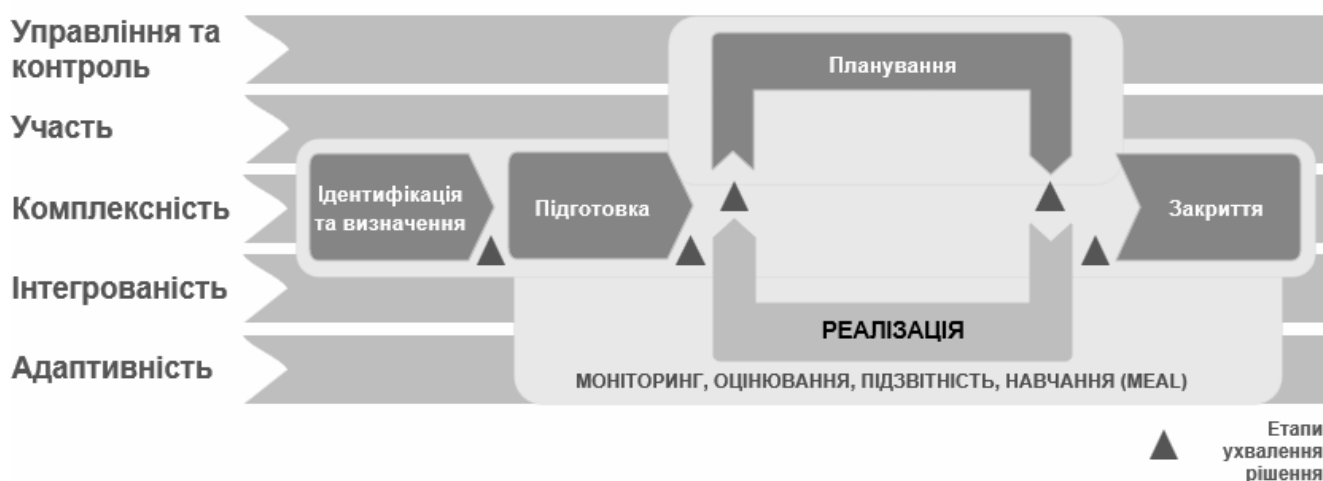 Управління та
контроль
Участь
Комплексність
Інтегрованість
Адаптивність
Планування
Ідентифікація
та визначення
Підготовка
Закриття
РЕАЛІЗАЦІЯ
МОНІТОРИНГ, ОЦІНЮВАННЯ, ПІДЗВІТНІСТЬ, НАВЧАННЯ (MEAL)
Етапи
ухвалення
рішення